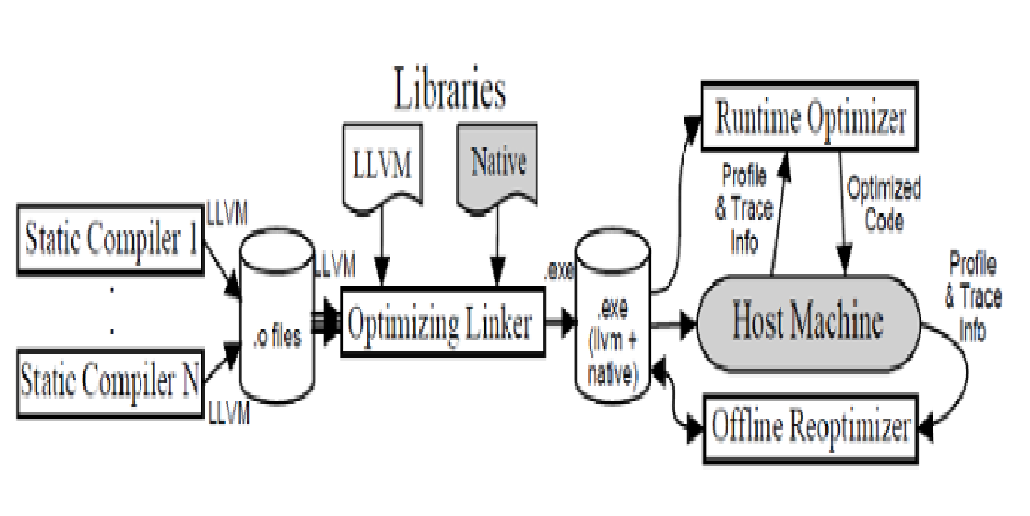 Libraries
LLVM
Native
Runtime Optimizer
Profile
& Trace
Info
Optimized
Code
Static Compiler 1
LLVM
.
.
Static Compiler N
LLVM
.o files
LLVM
Optimizing Linker
.exe
.exe
(llvm +
native)
Host Machine
Profile
& Trace
Info
Offline Reoptimizer